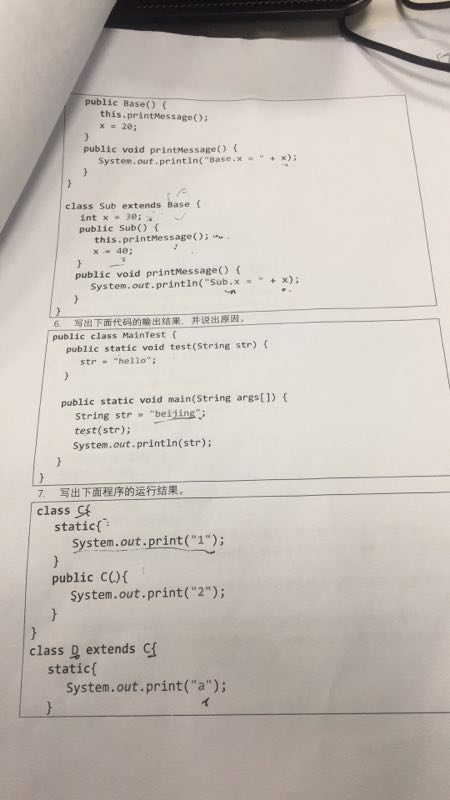 public Base() {
this.printMessage();
x = 20;
}
public void printMessage() {
System.out.println("Base.x = " + x);
}
}
class Sub extends Base {
int x = 30;
public Sub() {
this.printMessage();
x = 40;
}
public void printMessage() {
System.out.println("Sub.x = " + x);
}
}
6. 写出下面代码的输出结果，并说出原因。
public class MainTest {
public static void test(String str) {
str = "hello";
}
public static void main(String args[]) {
String str = "beijing";
test(str);
System.out.println(str);
}
}
7. 写出下面程序的运行结果。
class C{
static{
System.out.print("1");
}
public C(){
System.out.print("2");
}
}
class D extends C{
static{
System.out.print("a");
}